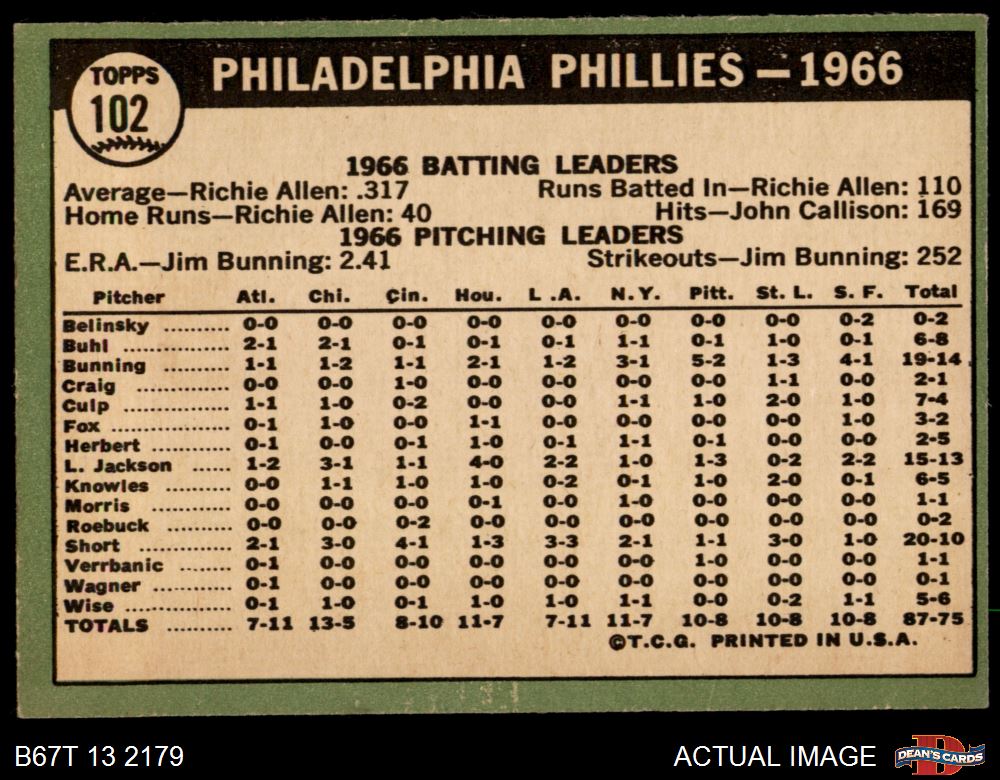 TOPPS
102
PHILADELPHIA PHILLIES — 1966
1966 BATTING LEADERS
Average—Richie Allen: .317 Runs Batted In—Richie Allen: 110
Home Runs—Richie Allen: 40 Hits—John Callison: 169
1966 PITCHING LEADERS
E.R.A.—Jim Bunning: 2.41 Strikeouts—Jim Bunning: 252
Pitcher Atl. Chi. Cin. Hou. L .A. N.Y. Pitt. St. L. S. F. Total
Belinsky .......... 0-0 0-0 0-0 0-0 0-0 0-0 0-0 0-0 0-2 0-2
Buhl ................ 2-1 2-1 0-1 0-1 0-1 1-1 0-1 1-0 0-1 6-8
Bunning ............ 1-1 1-2 1-1 2-1 1-2 3-1 5-2 1-3 4-1 19-14
Craig .............. 0-0 0-0 1-0 0-0 0-0 0-0 0-0 1-1 0-0 2-1
Culp ................ 1-1 1-0 0-2 0-0 0-0 1-1 1-0 2-0 1-0 7-4
Fox .................. 0-1 1-0 0-0 1-1 0-0 0-0 0-0 0-0 1-0 3-2
Herbert ............ 0-1 0-0 0-1 1-0 0-1 1-1 0-1 0-0 0-0 2-5
L. Jackson ...... 1-2 3-1 1-1 4-0 2-2 1-0 1-3 0-2 2-2 15-13
Knowles .......... 0-0 1-1 1-0 1-0 0-2 0-1 1-0 2-0 0-1 6-5
Morris .............. 0-0 0-0 0-0 0-1 0-0 1-0 0-0 0-0 0-0 1-1
Roebuck .......... 0-0 0-0 0-2 0-0 0-0 0-0 0-0 0-0 0-0 0-2
Short .............. 2-1 3-0 4-1 1-3 3-3 2-1 1-1 3-0 1-0 20-10
Verrbanic ........ 0-1 0-0 0-0 0-0 0-0 0-0 1-0 0-0 0-0 1-1
Wagner ............ 0-1 0-0 0-0 0-0 0-0 0-0 0-0 0-0 0-0 0-1
Wise ................ 0-1 1-0 0-1 1-0 1-0 1-1 0-0 0-2 1-1 5-6
TOTALS .......... 7-11 13-5 8-10 11-7 7-11 11-7 10-8 10-8 10-8 87-75
©T.C.G. PRINTED IN U.S.A.
B67T 13 2179 ACTUAL IMAGE
DEAN'S CARDS